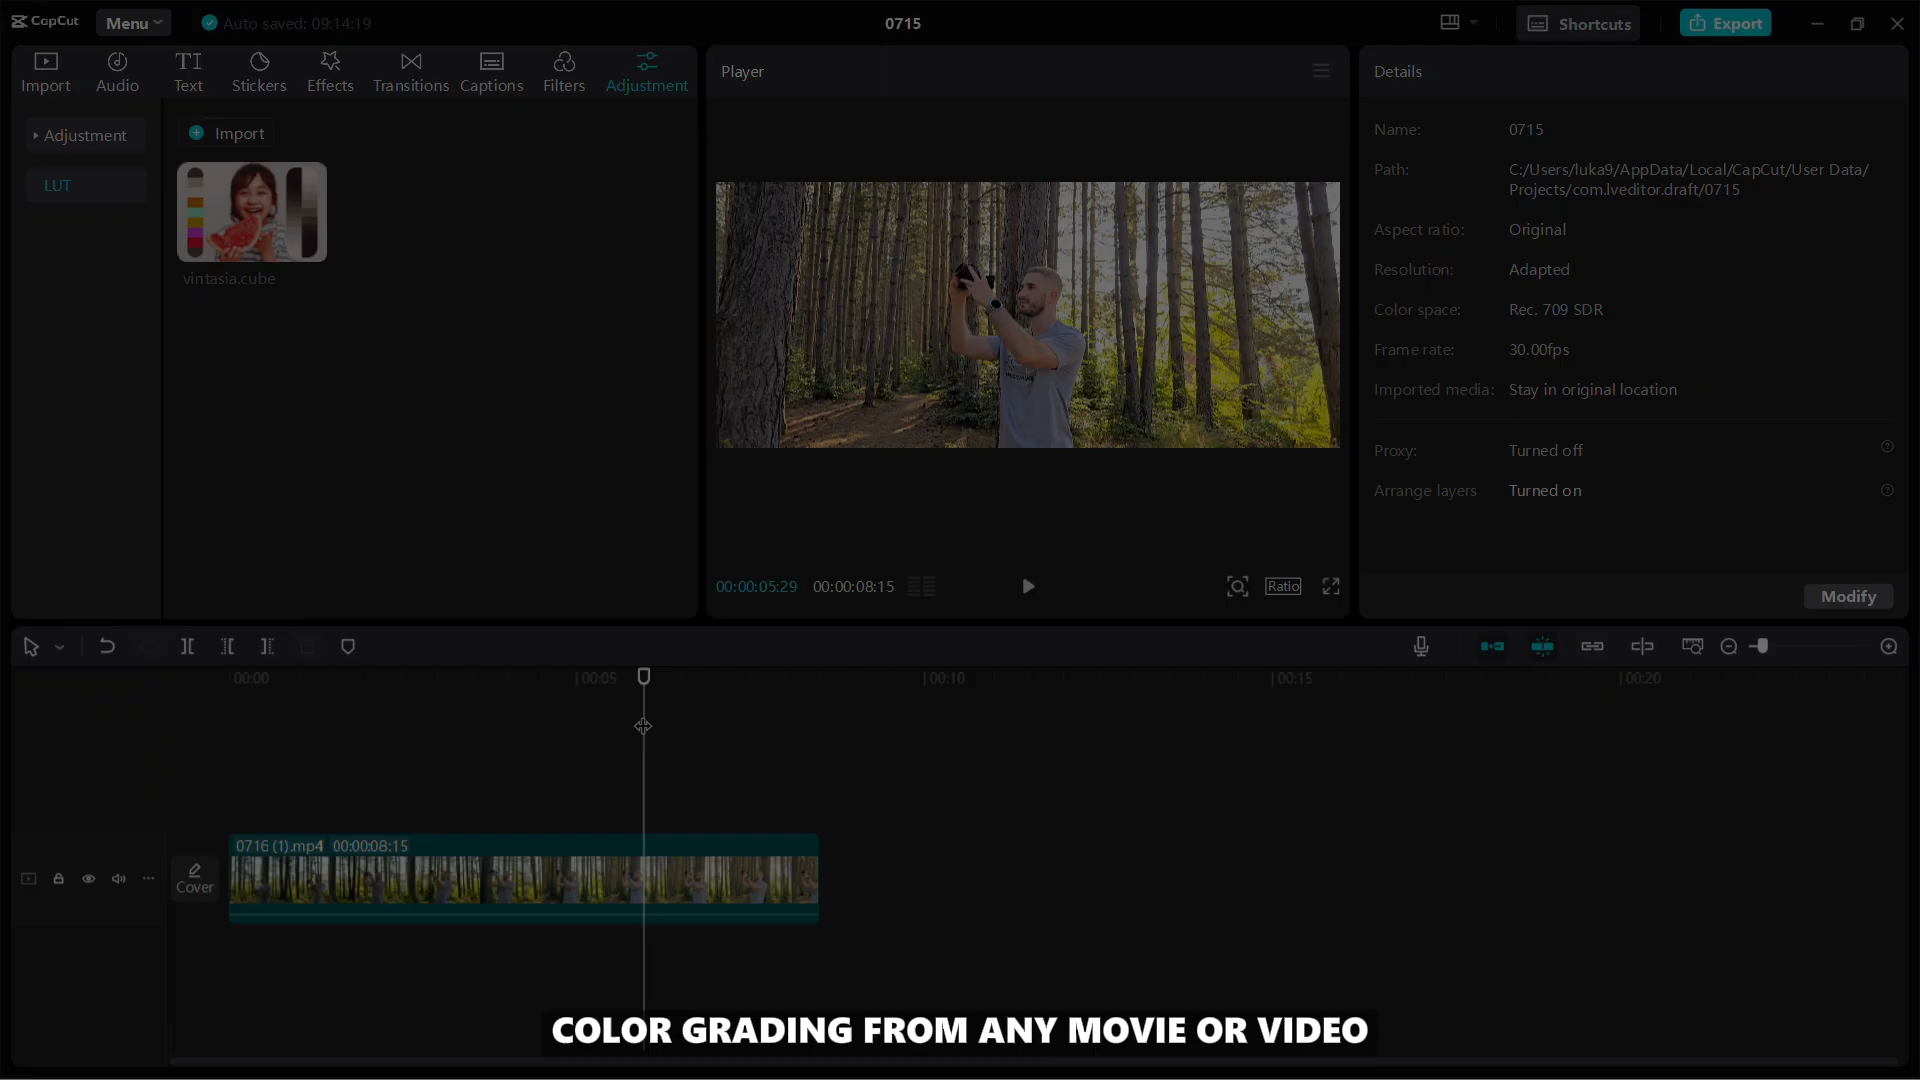 CapCut
Menu
Auto saved: 09:14:19
0715
Shortcuts
Export
Import
Audio
TI
Text
Stickers
Effects
Transitions
Captions
Filters
Adjustment
Adjustment
LUT
Import
vintasia.cube
Player
00:00:05:29
00:00:08:15
Ratio
Details
Name: 0715
Path: C:/Users/luka9/AppData/Local/CapCut/User Data/
Projects/com.lveditor.draft/0715
Aspect ratio: Original
Resolution: Adapted
Color space: Rec. 709 SDR
Frame rate: 30.00fps
Imported media: Stay in original location
Proxy: Turned off
Arrange layers Turned on
Modify
00:00
00:05
00:10
00:15
00:20
0716 (1).mp4 00:00:08:15
Cover
COLOR GRADING FROM ANY MOVIE OR VIDEO